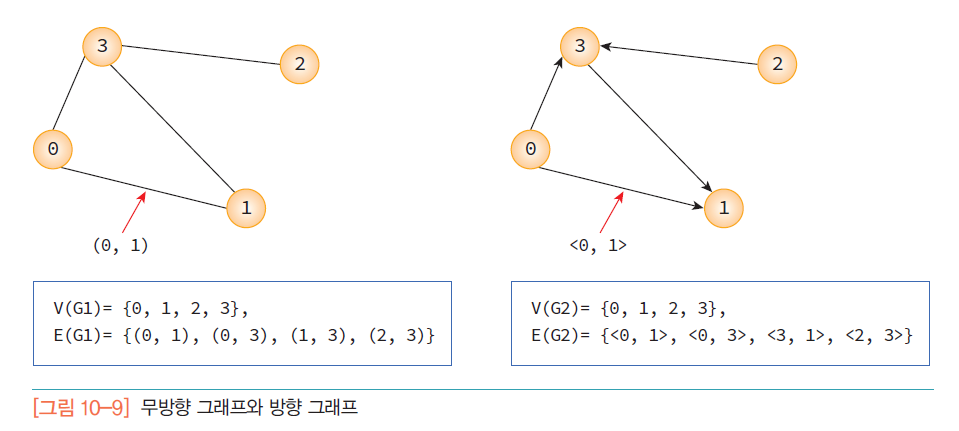 3
2
0
1
(0, 1)
V(G1)= {0, 1, 2, 3},
E(G1)= {(0, 1), (0, 3), (1, 3), (2, 3)}
3
2
0
1
<0, 1>
V(G2)= {0, 1, 2, 3},
E(G2)= {<0, 1>, <0, 3>, <3, 1>, <2, 3>}
[그림 10-9] 무방향 그래프와 방향 그래프